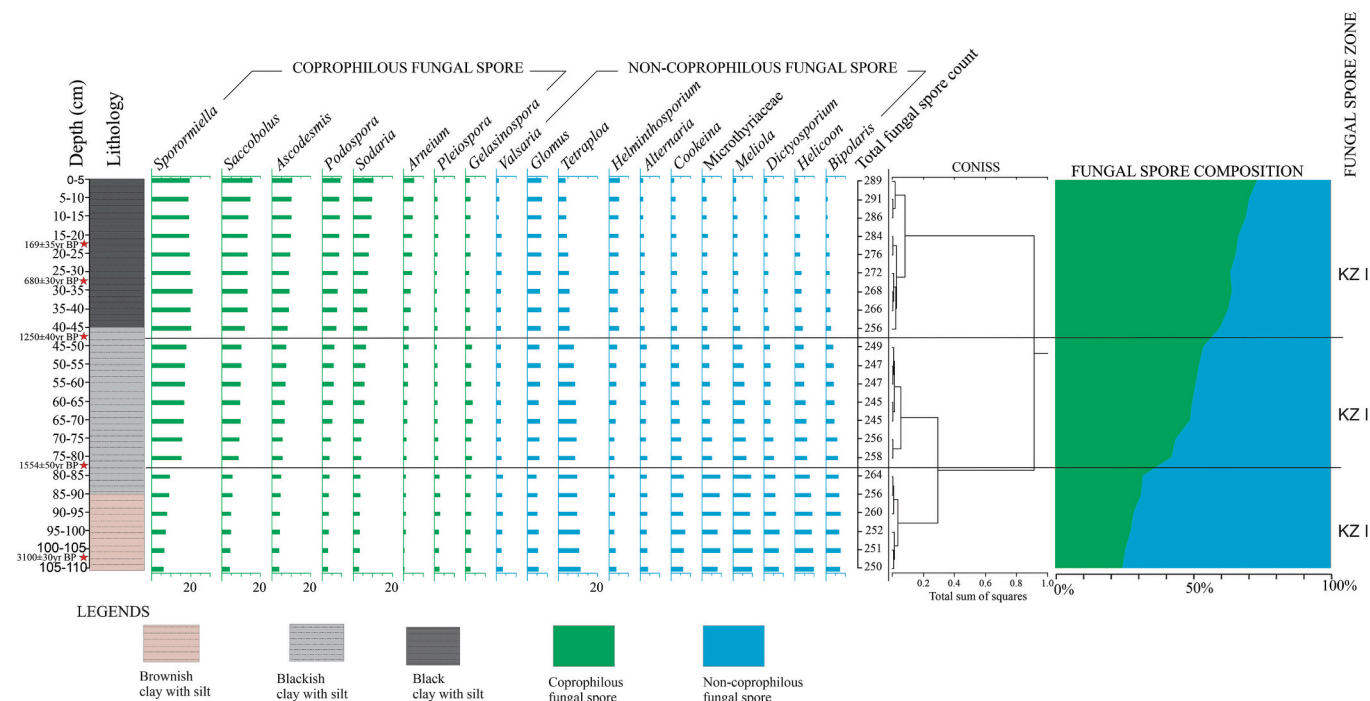 COPROPHILOUS FUNGAL SPORE
NON-COPROPHILOUS FUNGAL SPORE
FUNGAL SPORE ZONE
Depth (cm)
Lithology
Sporormiella
Saccobolus
Ascodesmis
Podospora
Sodaria
Arneium
Pleiospora
Gelasinospora
Valsaria
Glomus
Tetraploa
Helminthosporium
Alternaria
Cookeina
Microthyriaceae
Meliola
Dictyosporium
Helicoon
Bipolaris
Total fungal spore count
CONISS
FUNGAL SPORE COMPOSITION
0-5
5-10
10-15
15-20
169±35yr BP
20-25
25-30
680±30yr BP
30-35
35-40
40-45
1250±40yr BP
45-50
50-55
55-60
60-65
65-70
70-75
75-80
1554±50yr BP
80-85
85-90
90-95
95-100
100-105
3100±30yr BP
105-110
289
291
286
284
276
272
268
266
256
249
247
247
245
245
256
258
264
256
260
252
251
250
KZ I
KZ I
KZ I
20
20
20
20
20
20
0.2
0.4
0.6
0.8
1.0
Total sum of squares
0%
50%
100%
LEGENDS
Brownish
clay with silt
Blackish
clay with silt
Black
clay with silt
Coprophilous
fungal spore
Non-coprophilous
fungal spore